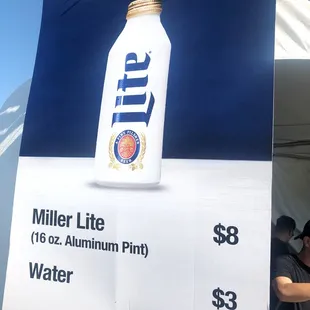 Lite
Miller Lite $8
(16 oz. Aluminum Pint)
Water $3